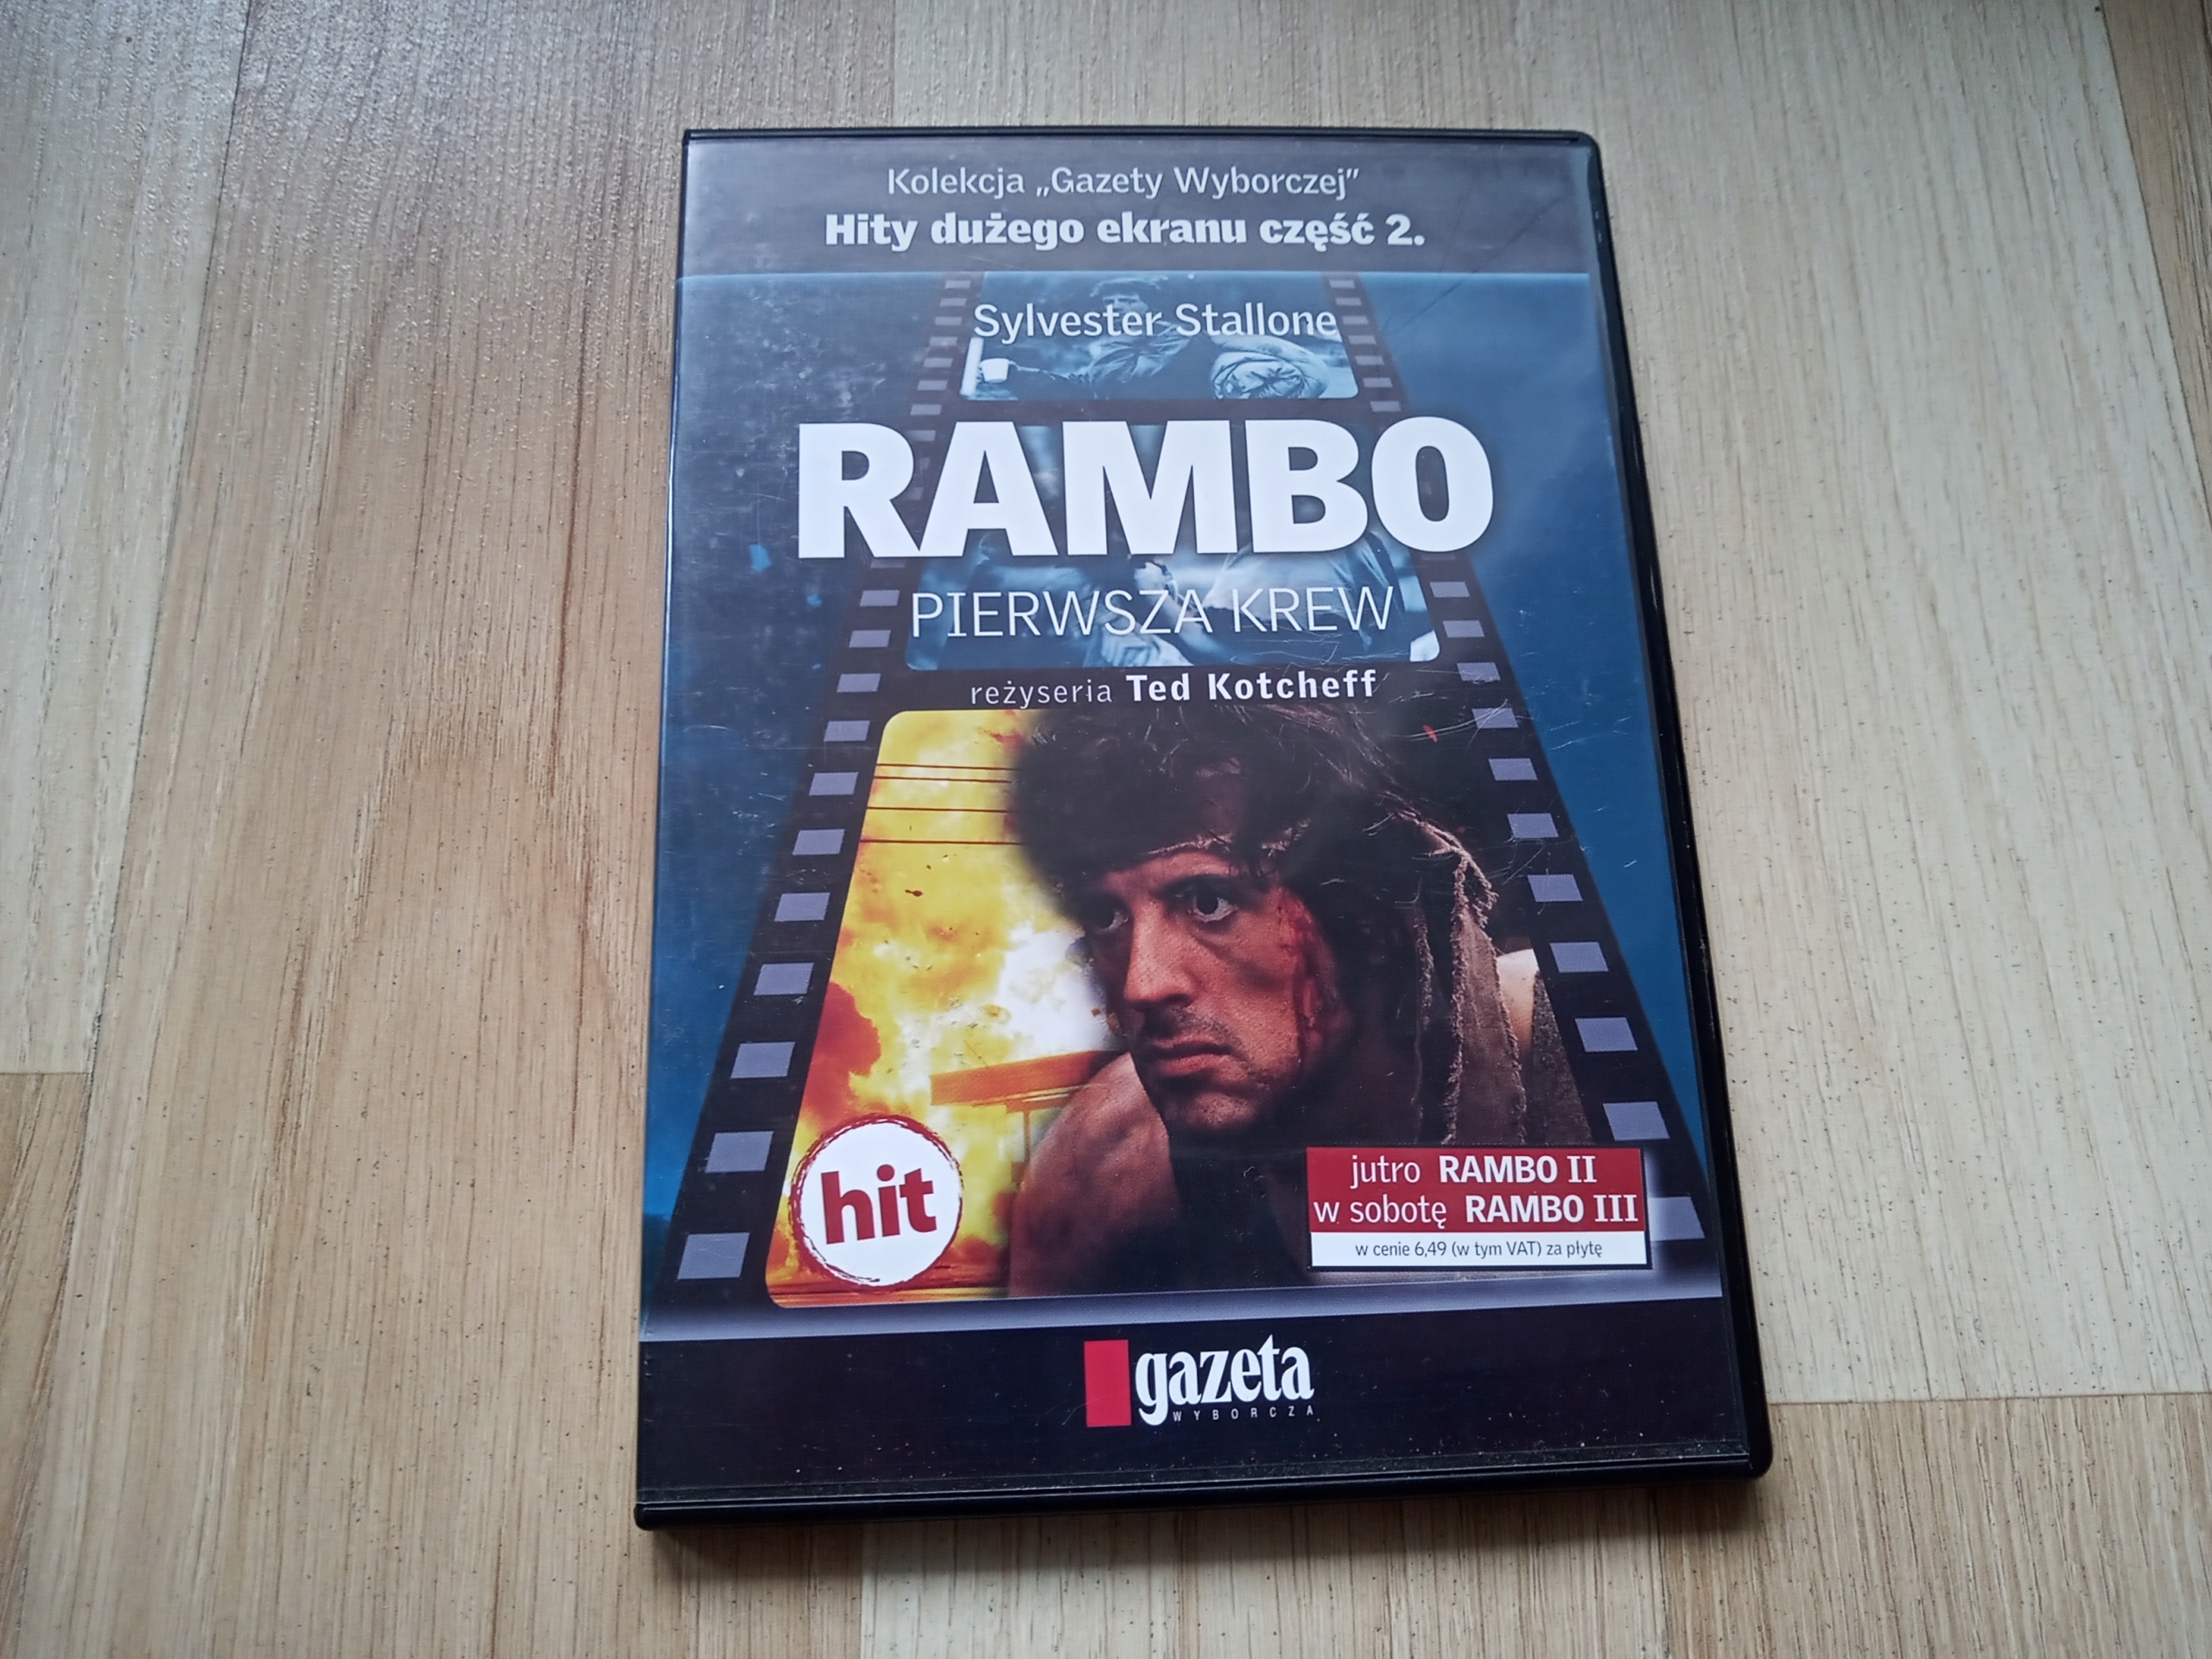 Kolekcja „Gazety Wyborczej”
Hity dużego ekranu część 2.
Sylvester Stallone
RAMBO
PIERWSZA KREW
reżyseria Ted Kotcheff
hit
jutro RAMBO II
w sobotę RAMBO III
w cenie 6,49 (w tym VAT) za płytę
gazeta
WYBORCZA